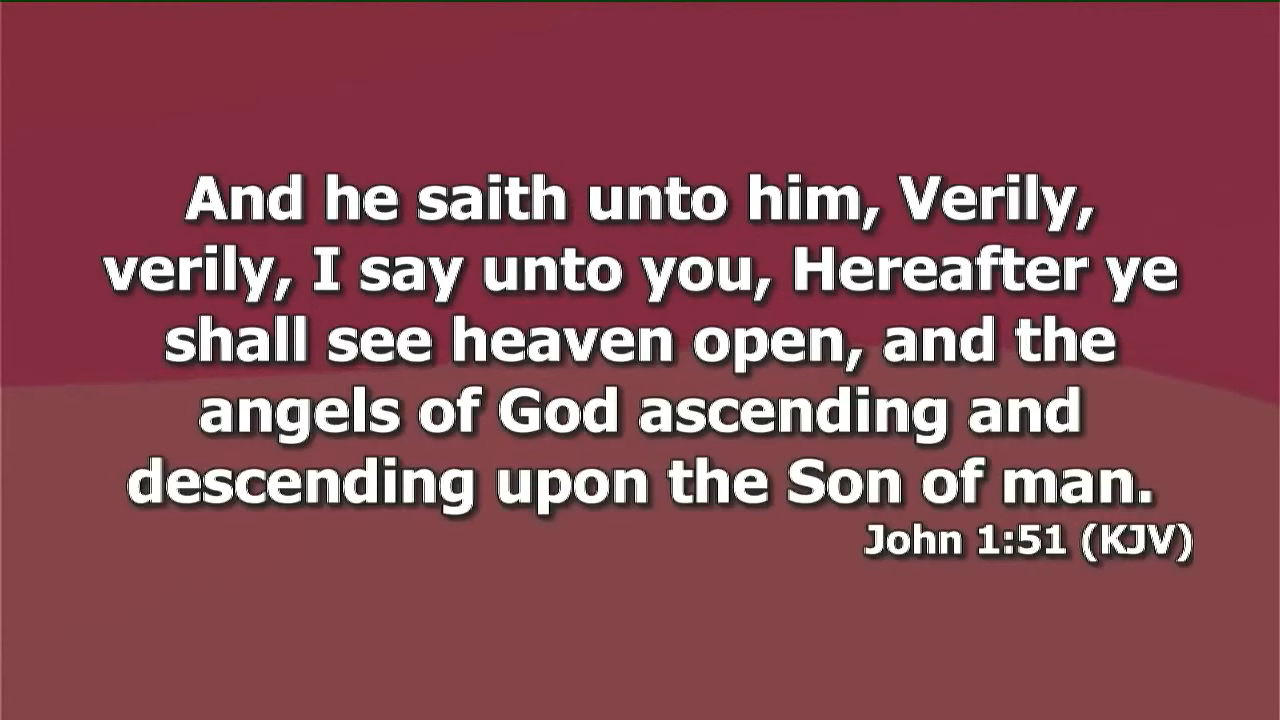 And he saith unto him, Verily,
verily, I say unto you, Hereafter ye
shall see heaven open, and the
angels of God ascending and
descending upon the Son of man.
John 1:51 (KJV)